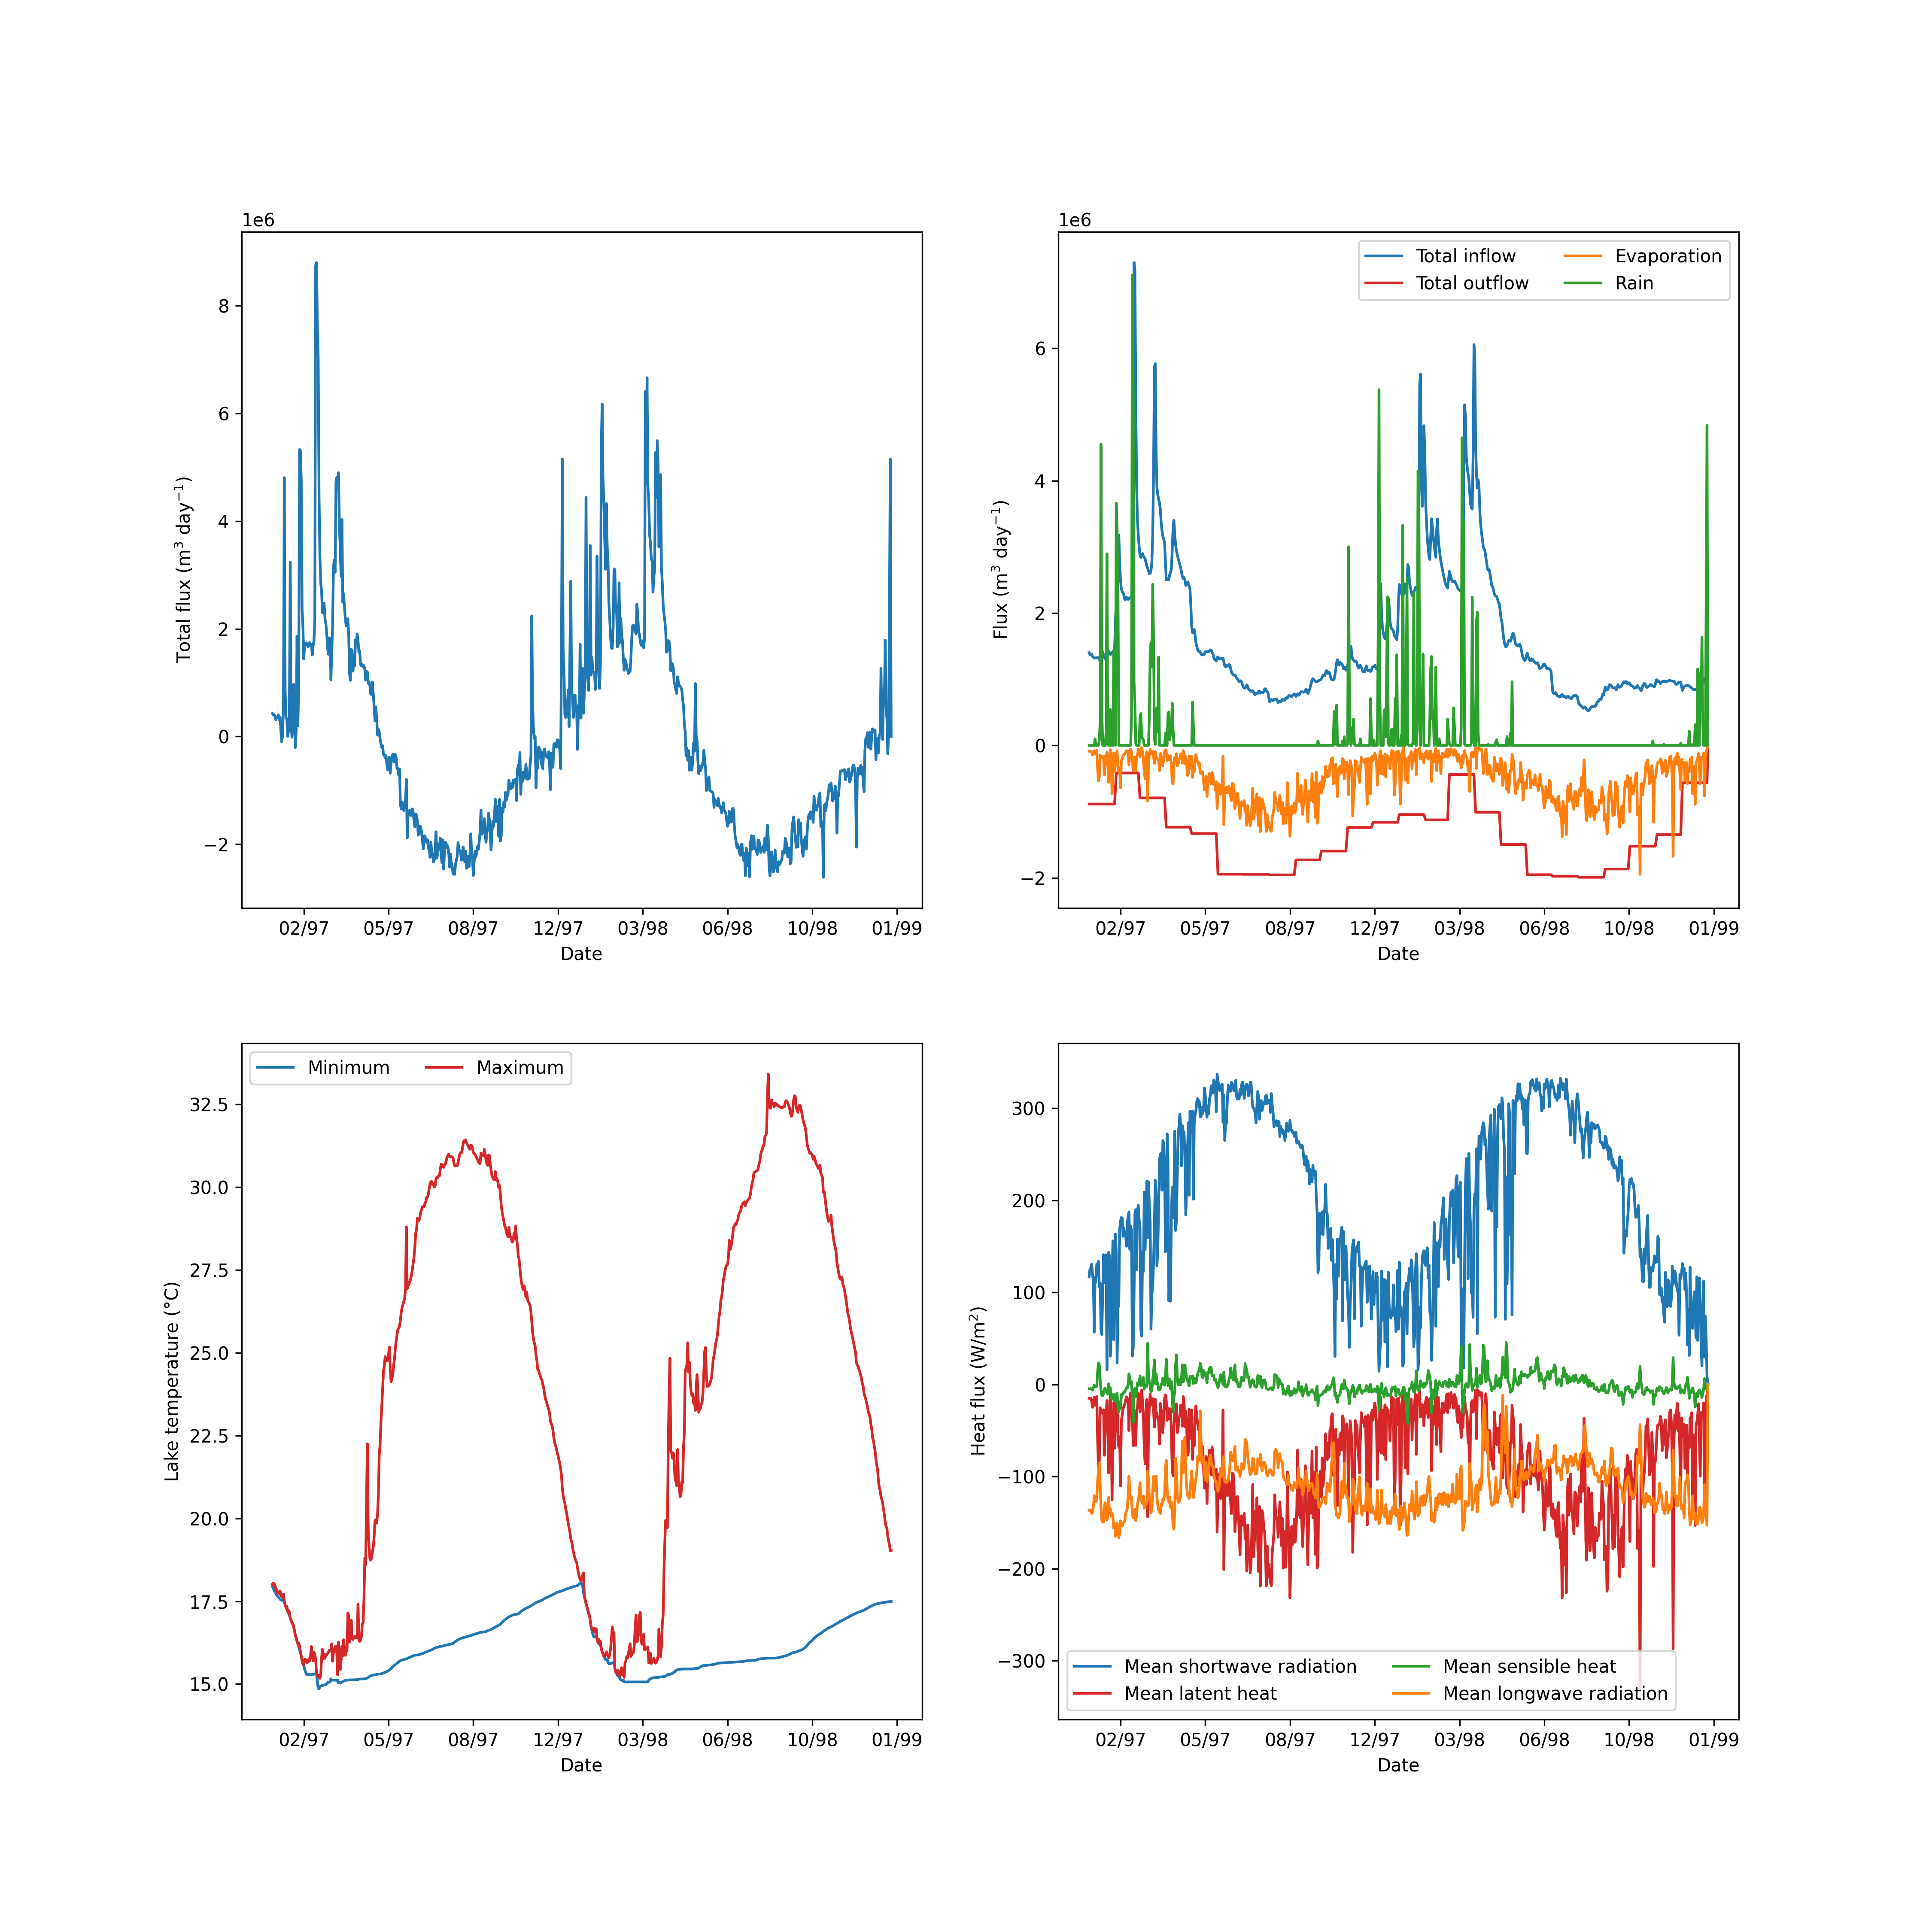 1e6
Total flux (m³ day⁻¹)
8
6
4
2
0
−2
02/97 05/97 08/97 12/97 03/98 06/98 10/98 01/99
Date
1e6
Total inflow Evaporation
Total outflow Rain
Flux (m³ day⁻¹)
6
4
2
0
−2
02/97 05/97 08/97 12/97 03/98 06/98 10/98 01/99
Date
Minimum Maximum
Lake temperature (°C)
32.5
30.0
27.5
25.0
22.5
20.0
17.5
15.0
02/97 05/97 08/97 12/97 03/98 06/98 10/98 01/99
Date
Heat flux (W/m²)
300
200
100
0
−100
−200
−300
Mean shortwave radiation Mean sensible heat
Mean latent heat Mean longwave radiation
02/97 05/97 08/97 12/97 03/98 06/98 10/98 01/99
Date